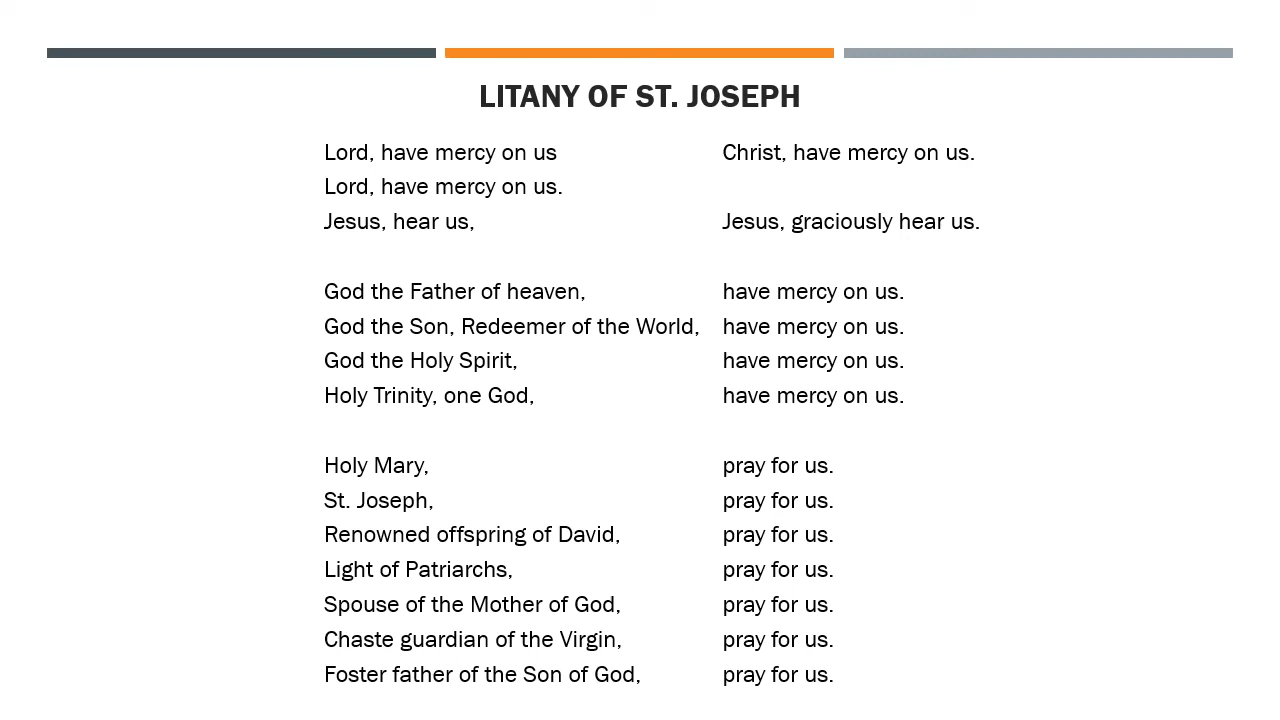 LITANY OF ST. JOSEPH
Lord, have mercy on us Christ, have mercy on us.
Lord, have mercy on us.
Jesus, hear us, Jesus, graciously hear us.
God the Father of heaven, have mercy on us.
God the Son, Redeemer of the World, have mercy on us.
God the Holy Spirit, have mercy on us.
Holy Trinity, one God, have mercy on us.
Holy Mary, pray for us.
St. Joseph, pray for us.
Renowned offspring of David, pray for us.
Light of Patriarchs, pray for us.
Spouse of the Mother of God, pray for us.
Chaste guardian of the Virgin, pray for us.
Foster father of the Son of God, pray for us.